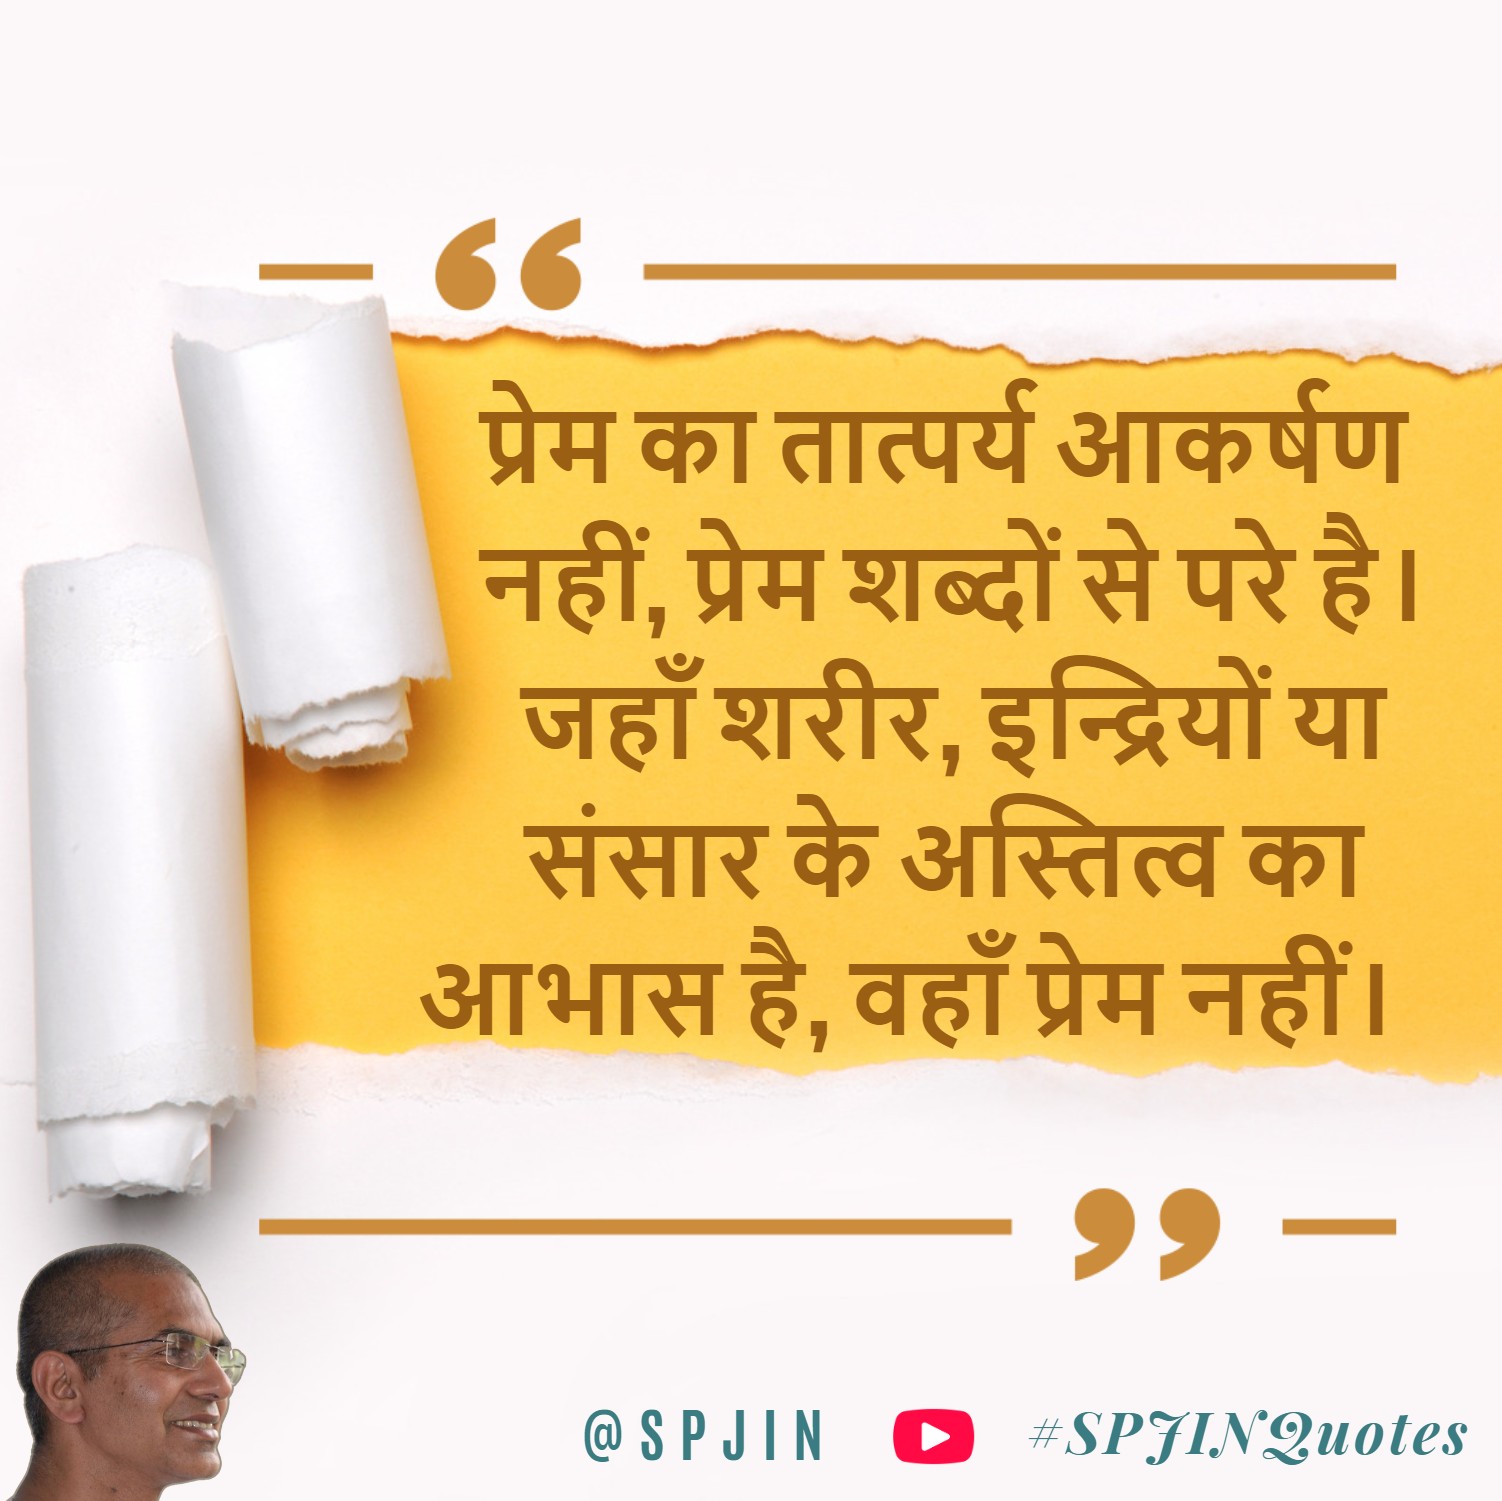 प्रेम का तात्पर्य आकर्षण
नहीं, प्रेम शब्दों से परे है।
जहाँ शरीर, इन्द्रियों या
संसार के अस्तित्व का
आभास है, वहाँ प्रेम नहीं।
@SPJIN #SPJINQuotes